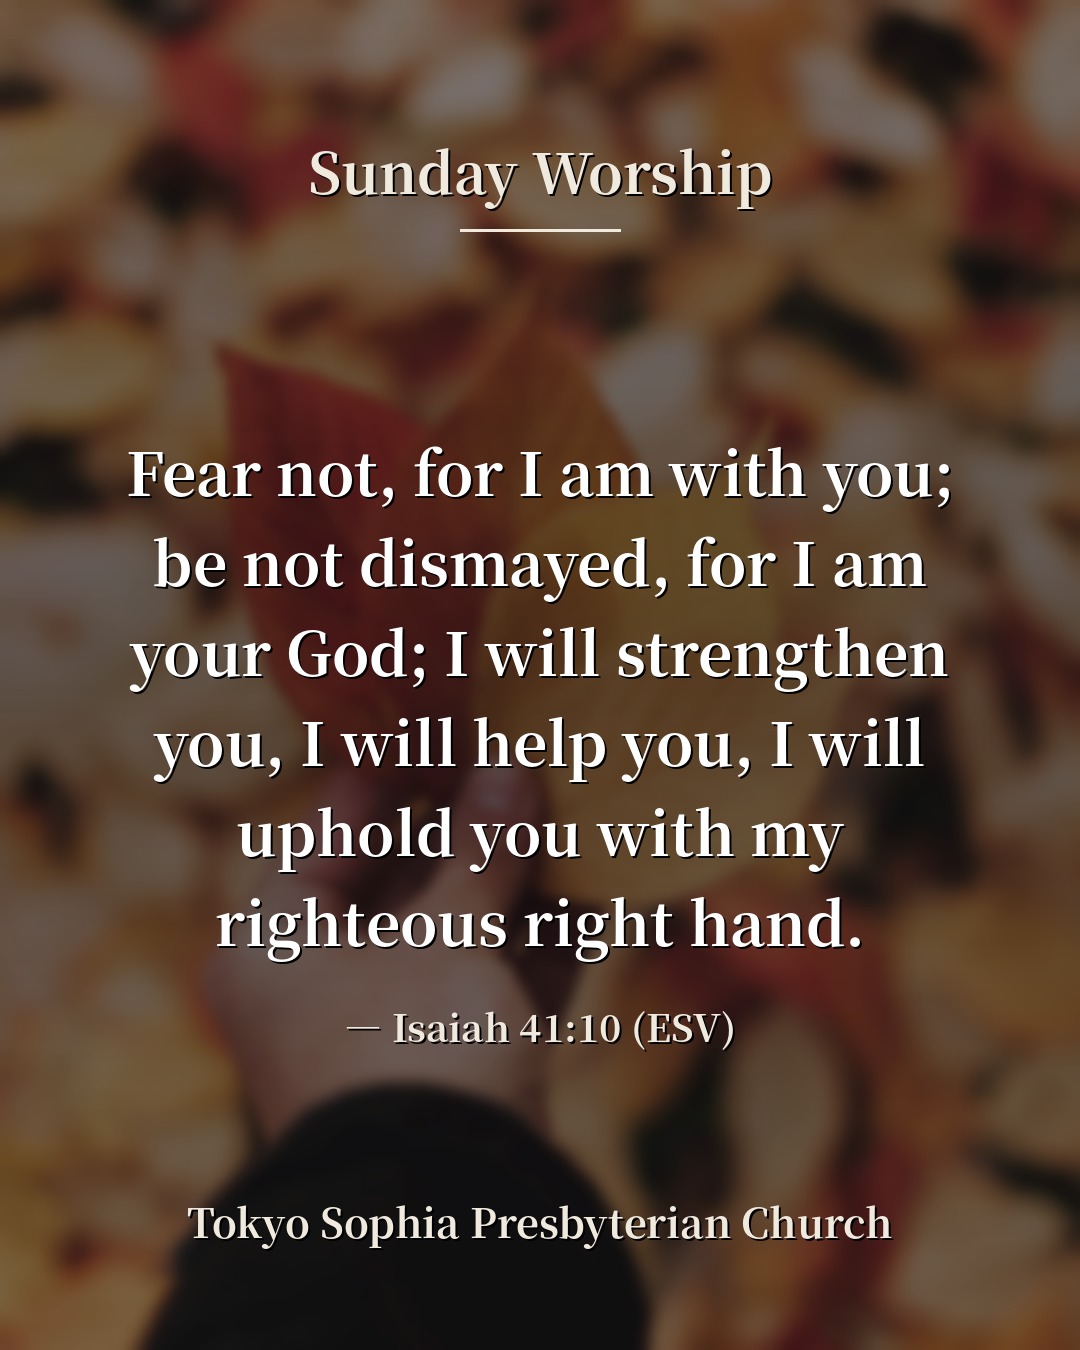 Sunday Worship
Fear not, for I am with you;
be not dismayed, for I am
your God; I will strengthen
you, I will help you, I will
uphold you with my
righteous right hand.
— Isaiah 41:10 (ESV)
Tokyo Sophia Presbyterian Church